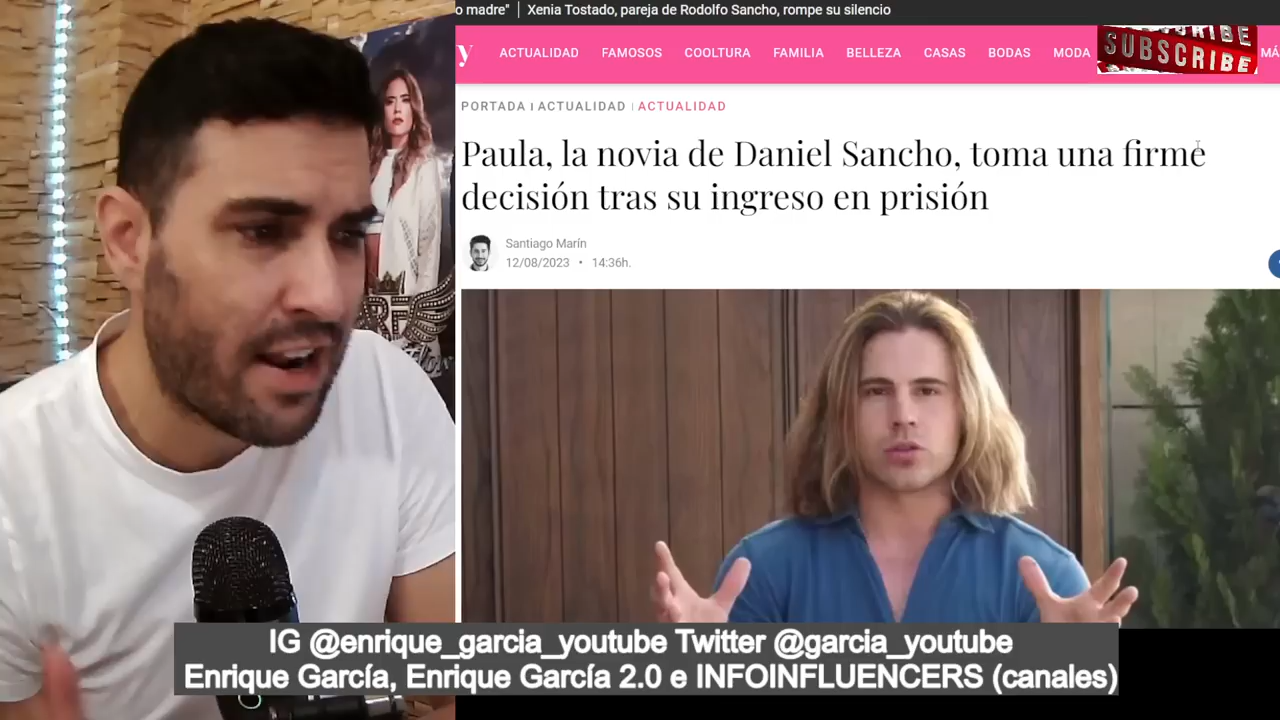 o madre" | Xenia Tostado, pareja de Rodolfo Sancho, rompe su silencio
y ACTUALIDAD FAMOSOS COOLTURA FAMILIA BELLEZA CASAS BODAS MODA MÁ
SUBSCRIBE
PORTADA | ACTUALIDAD | ACTUALIDAD
Paula, la novia de Daniel Sancho, toma una firme
decisión tras su ingreso en prisión
Santiago Marín
12/08/2023 • 14:36h.
IG @enrique_garcia_youtube Twitter @garcia_youtube
Enrique García, Enrique García 2.0 e INFOINFLUENCERS (canales)